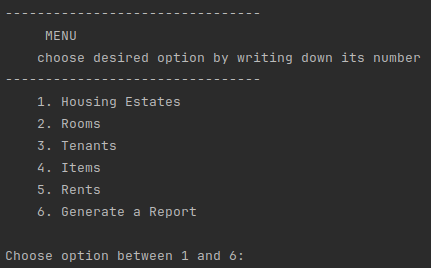 --------------------------------
MENU
choose desired option by writing down its number
--------------------------------
1. Housing Estates
2. Rooms
3. Tenants
4. Items
5. Rents
6. Generate a Report
Choose option between 1 and 6: